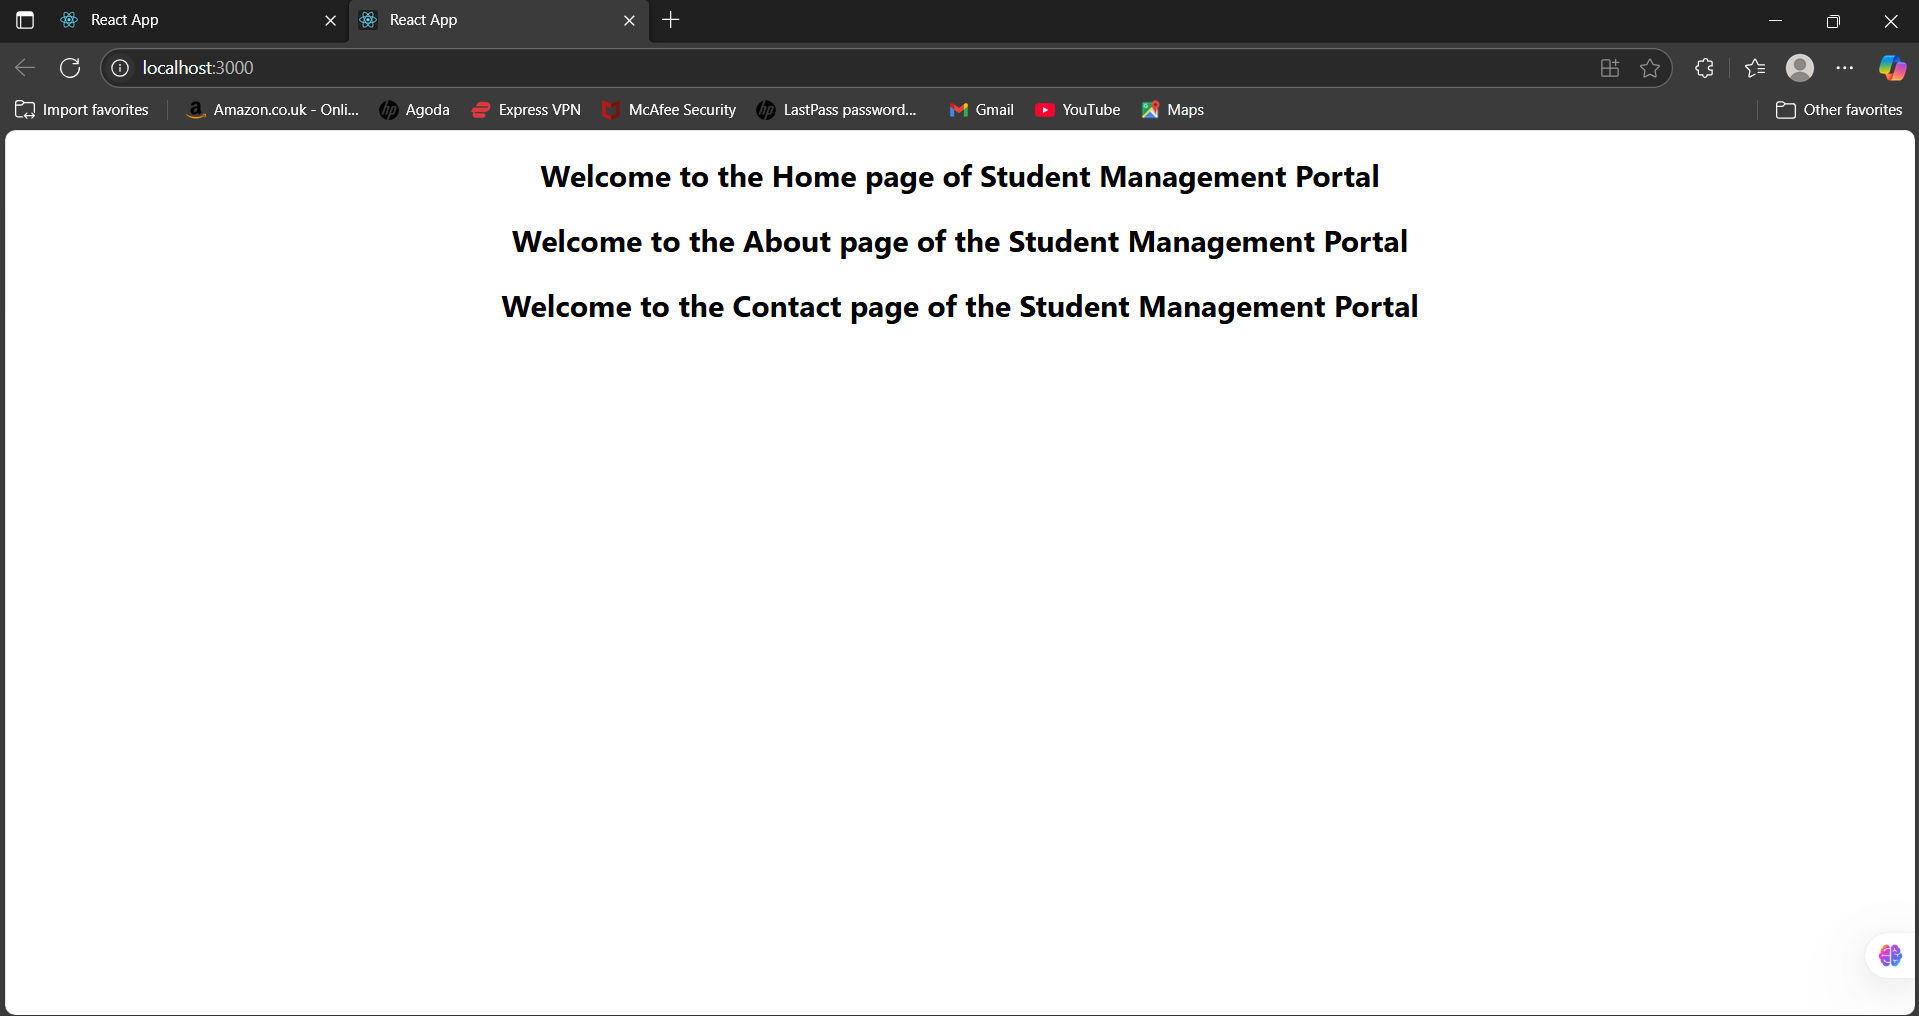 React App
React App
localhost:3000
Import favorites
Amazon.co.uk - Onli...
Agoda
Express VPN
McAfee Security
LastPass password...
Gmail
YouTube
Maps
Other favorites
Welcome to the Home page of Student Management Portal
Welcome to the About page of the Student Management Portal
Welcome to the Contact page of the Student Management Portal